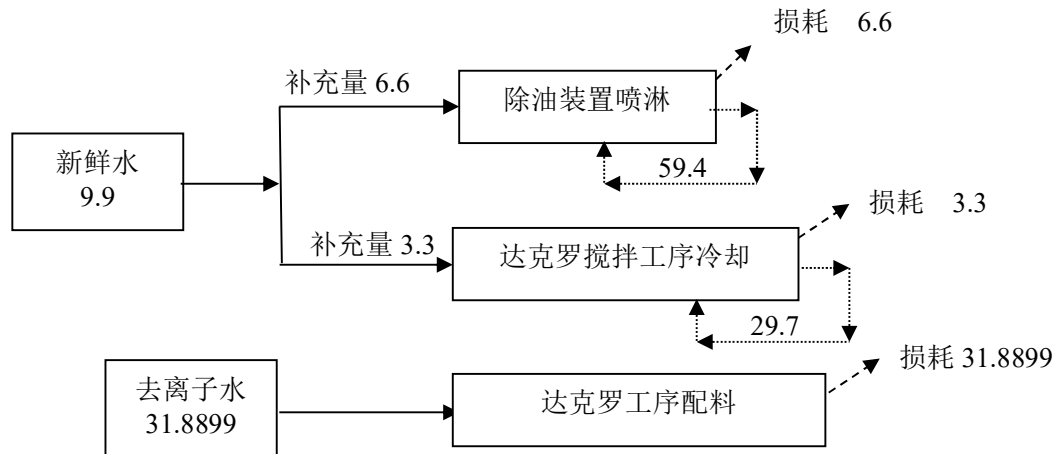 损耗 6.6
补充量 6.6
除油装置喷淋
新鲜水
9.9
59.4
损耗 3.3
补充量 3.3
达克罗搅拌工序冷却
29.7
损耗 31.8899
去离子水
31.8899
达克罗工序配料